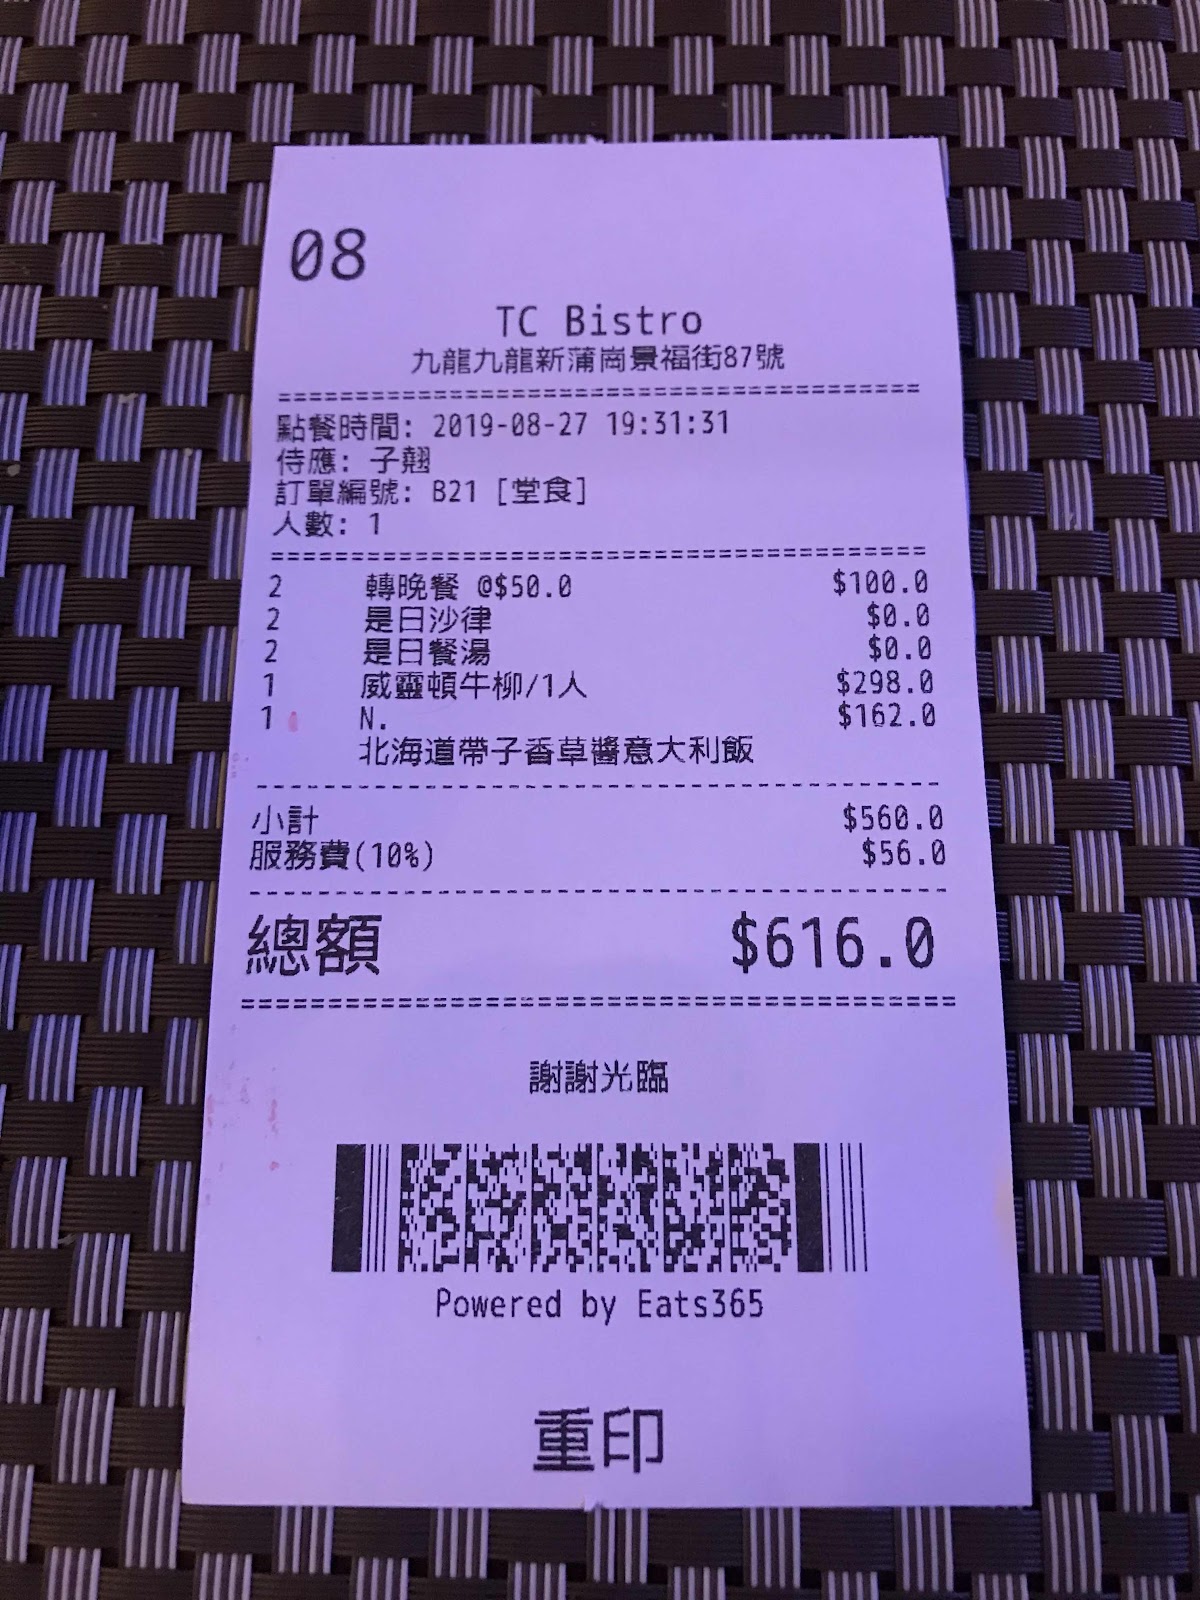 08
TC Bistro
九龍九龍新蒲崗景福街87號
========================================
點餐時間: 2019-08-27 19:31:31
侍應: 子翹
訂單編號: B21 [堂食]
人數: 1
========================================
2 轉晚餐 @$50.0 $100.0
2 是日沙律 $0.0
2 是日餐湯 $0.0
1 威靈頓牛柳/1人 $298.0
1 N. $162.0
北海道帶子香草醬意大利飯
----------------------------------------
小計 $560.0
服務費(10%) $56.0
----------------------------------------
總額 $616.0
========================================
謝謝光臨
Powered by Eats365
重印